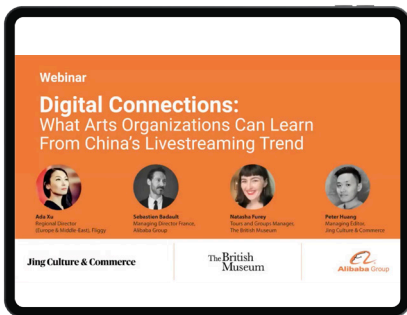 Webinar
Digital Connections:
What Arts Organizations Can Learn
From China's Livestreaming Trend
Ada Xu
Regional Director
(Europe & Middle-East), Fliggy
Sebastien Badault
Managing Director France,
Alibaba Group
Natasha Furey
Tours and Groups Manager,
The British Museum
Peter Huang
Managing Editor,
Jing Culture & Commerce
Jing Culture & Commerce
The British
Museum
Alibaba Group